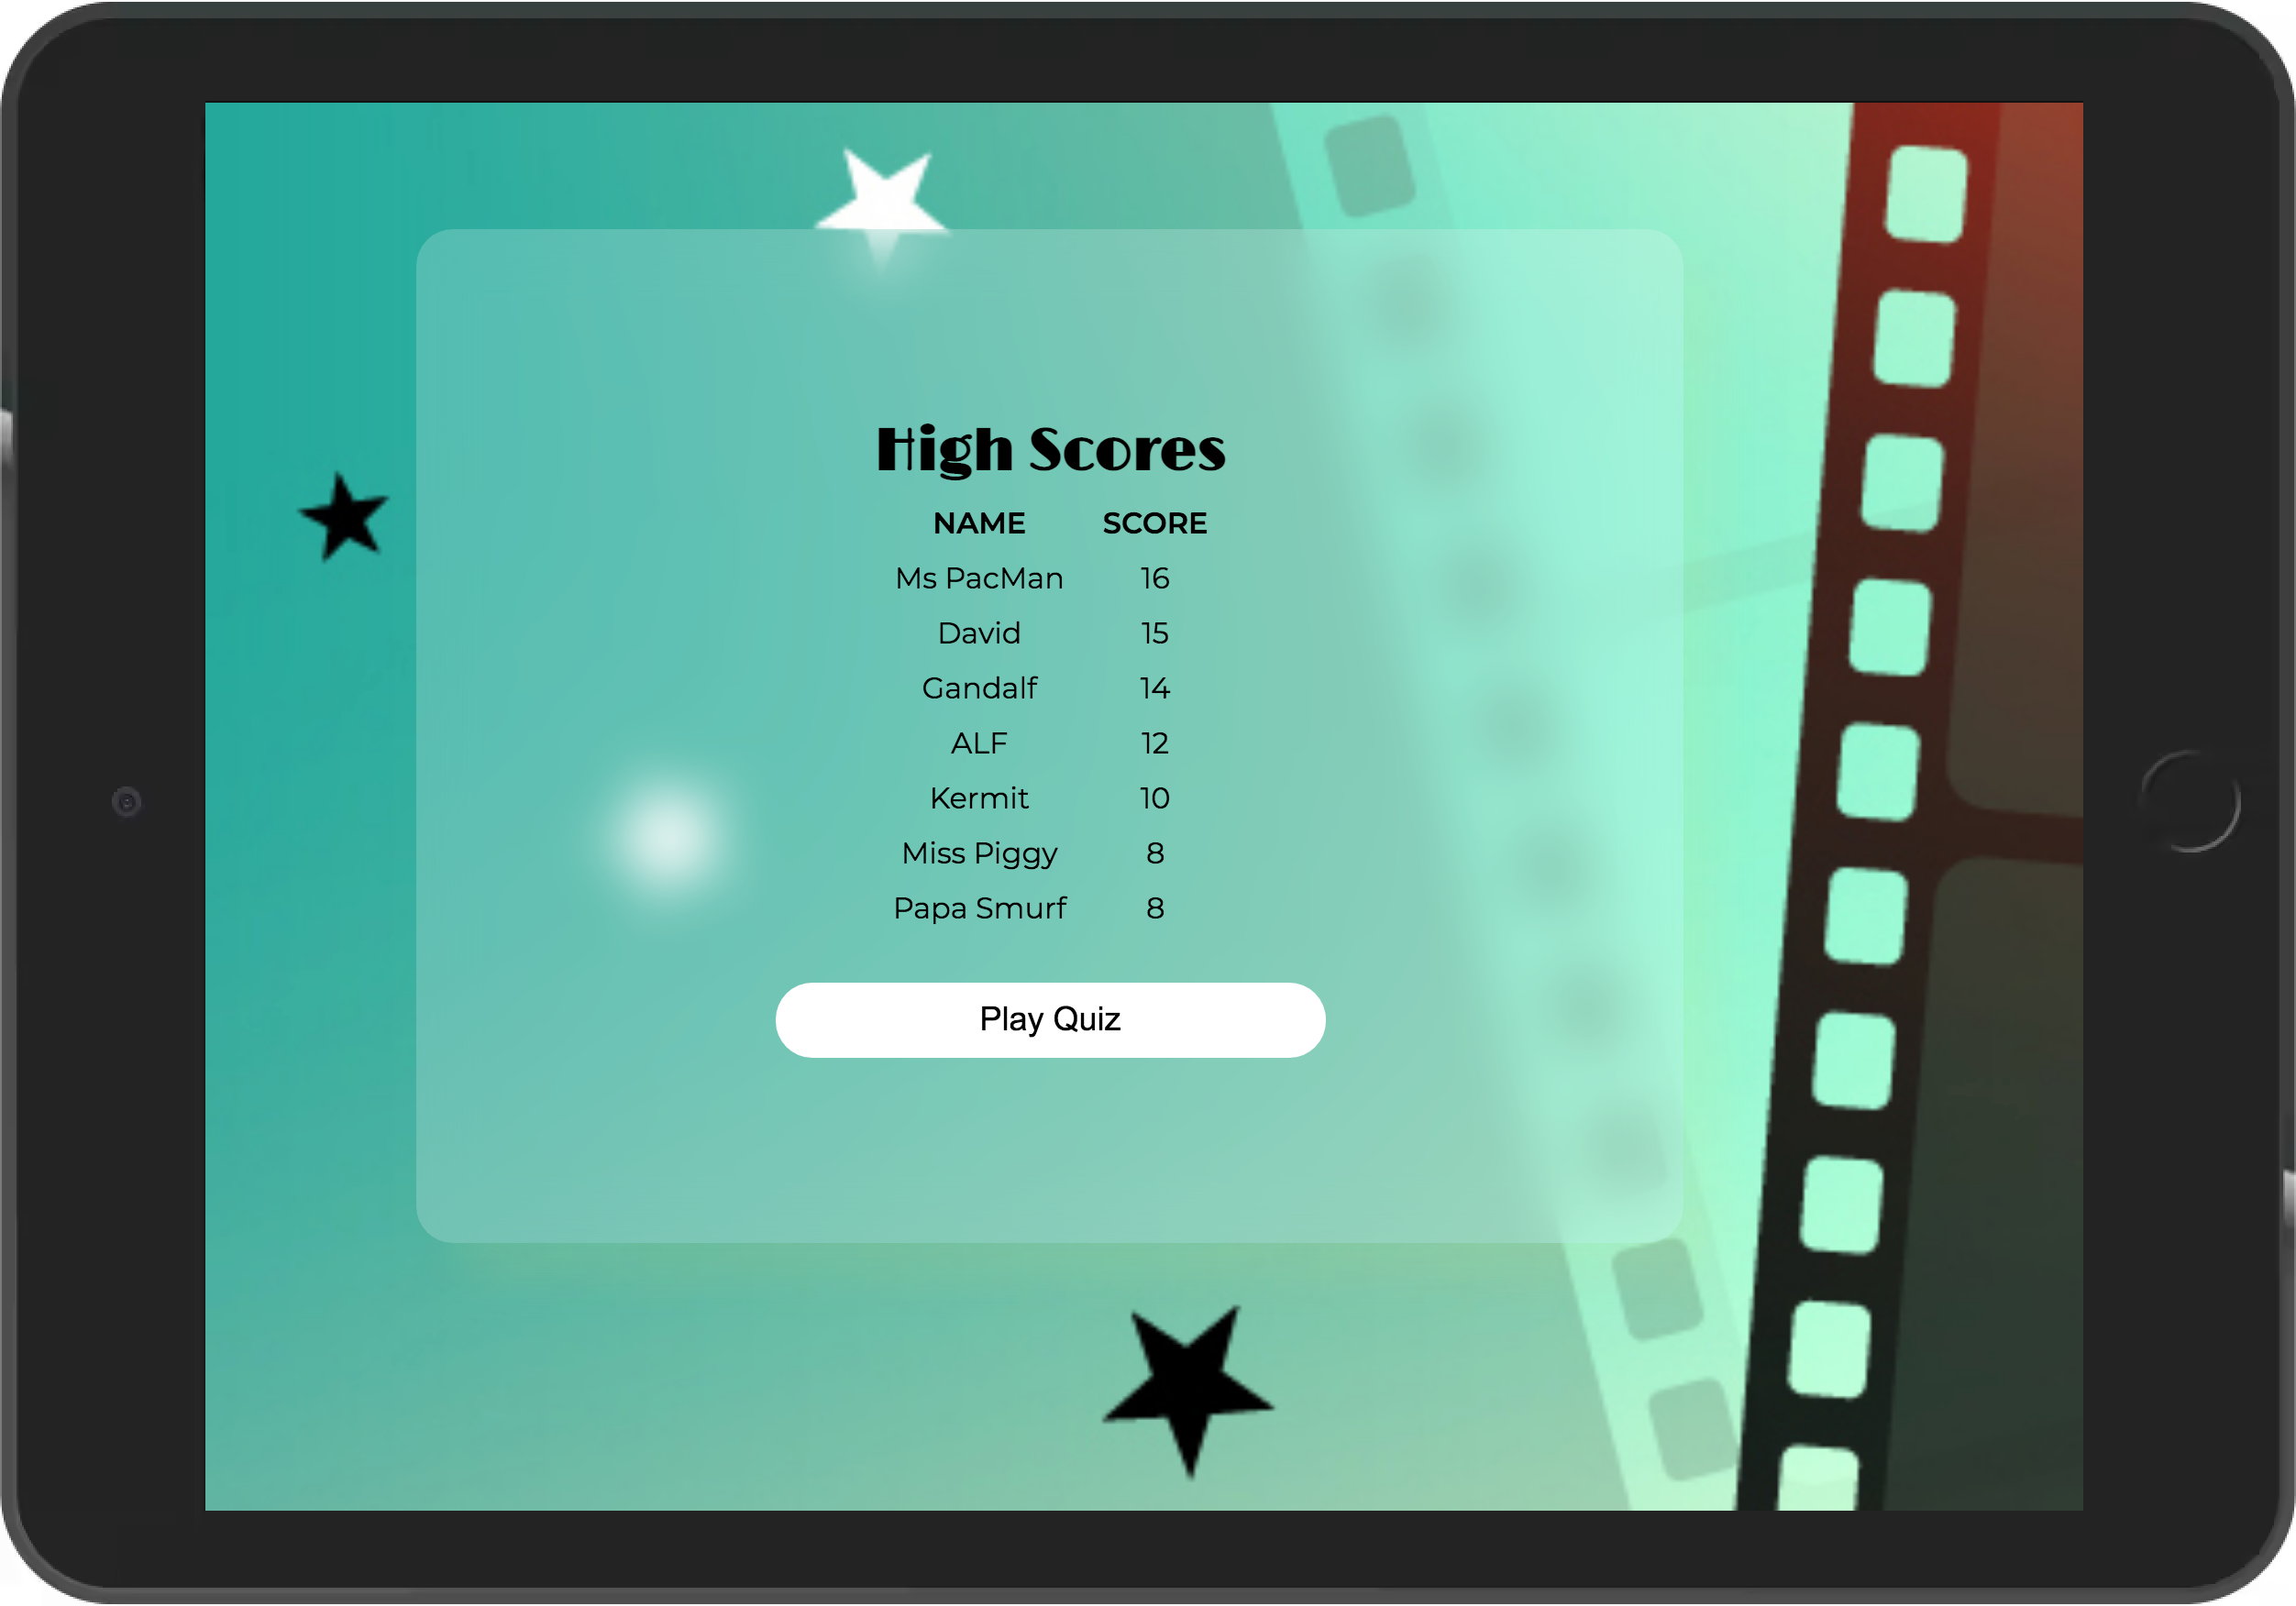 High Scores
NAME SCORE
Ms PacMan 16
David 15
Gandalf 14
ALF 12
Kermit 10
Miss Piggy 8
Papa Smurf 8
Play Quiz